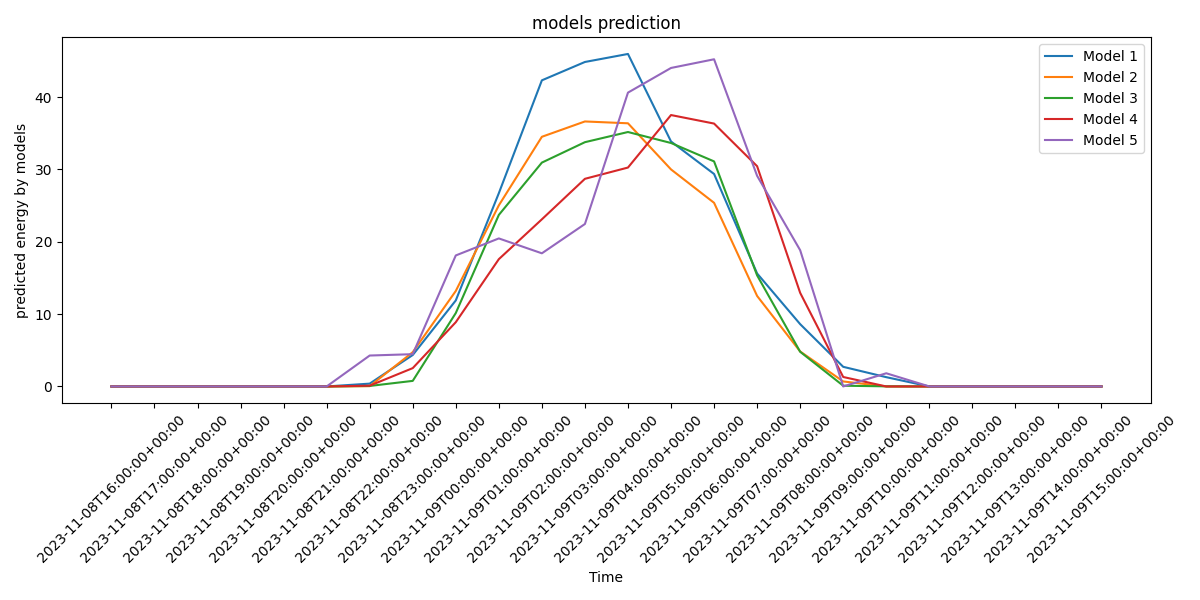 models prediction
predicted energy by models
40
30
20
10
0
Model 1
Model 2
Model 3
Model 4
Model 5
2023-11-08T16:00:00+00:00
2023-11-08T17:00:00+00:00
2023-11-08T18:00:00+00:00
2023-11-08T19:00:00+00:00
2023-11-08T20:00:00+00:00
2023-11-08T21:00:00+00:00
2023-11-08T22:00:00+00:00
2023-11-08T23:00:00+00:00
2023-11-09T00:00:00+00:00
2023-11-09T01:00:00+00:00
2023-11-09T02:00:00+00:00
2023-11-09T03:00:00+00:00
2023-11-09T04:00:00+00:00
2023-11-09T05:00:00+00:00
2023-11-09T06:00:00+00:00
2023-11-09T07:00:00+00:00
2023-11-09T08:00:00+00:00
2023-11-09T09:00:00+00:00
2023-11-09T10:00:00+00:00
2023-11-09T11:00:00+00:00
2023-11-09T12:00:00+00:00
2023-11-09T13:00:00+00:00
2023-11-09T14:00:00+00:00
2023-11-09T15:00:00+00:00
Time